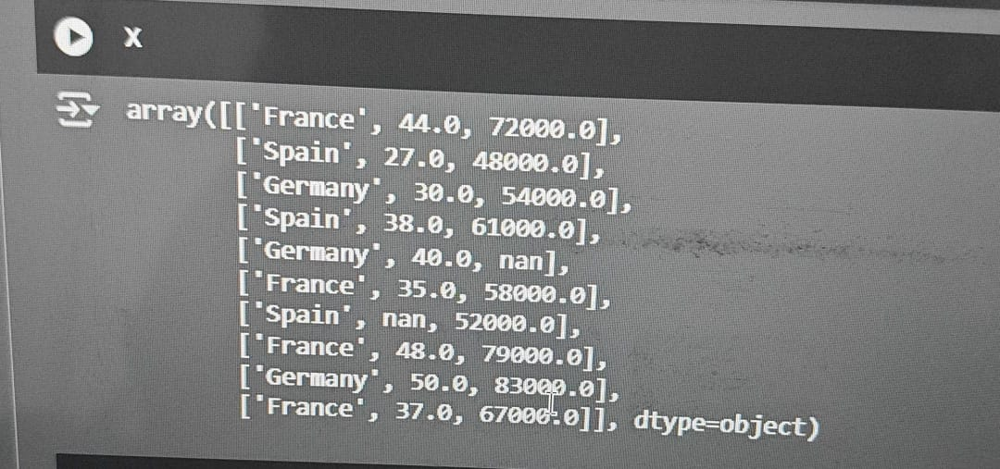 X
array([['France', 44.0, 72000.0],
['Spain', 27.0, 48000.0],
['Germany', 30.0, 54000.0],
['Spain', 38.0, 61000.0],
['Germany', 40.0, nan],
['France', 35.0, 58000.0],
['Spain', nan, 52000.0],
['France', 48.0, 79000.0],
['Germany', 50.0, 83000.0],
['France', 37.0, 67000.0]], dtype=object)